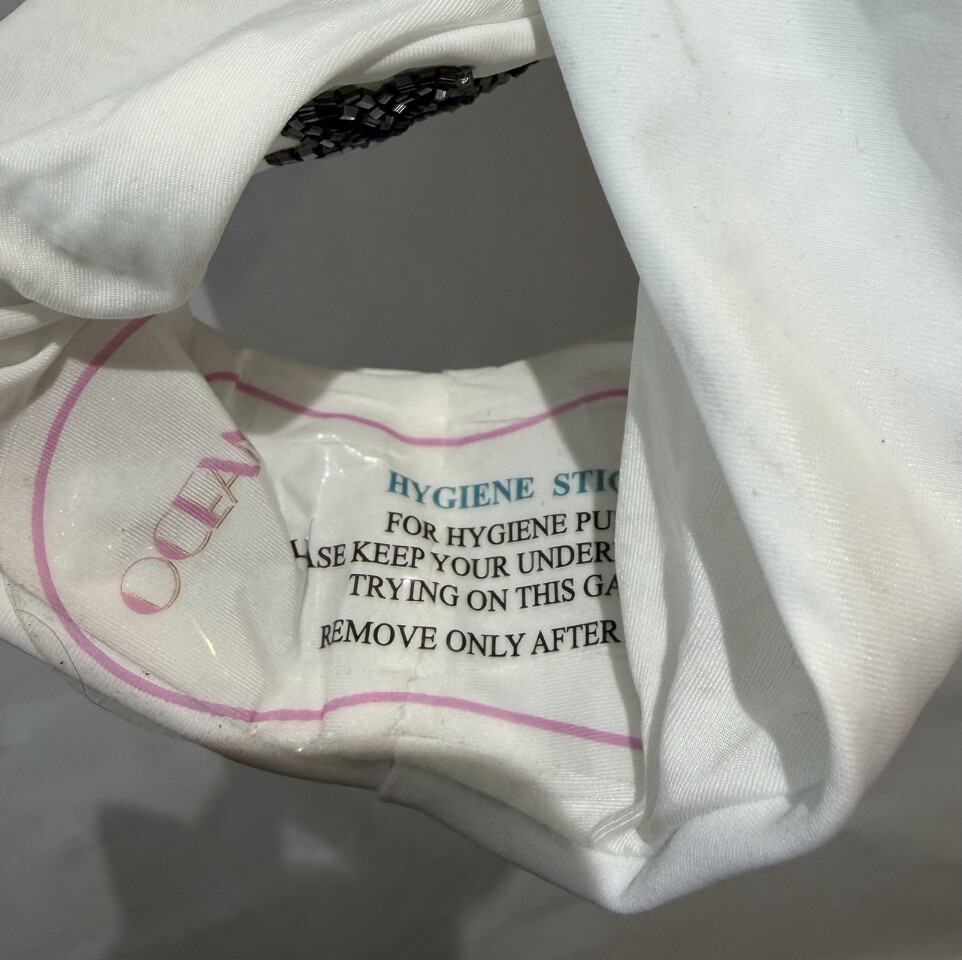 OCEAN
HYGIENE STIC
FOR HYGIENE PU
ASE KEEP YOUR UNDER
TRYING ON THIS GA
REMOVE ONLY AFTER